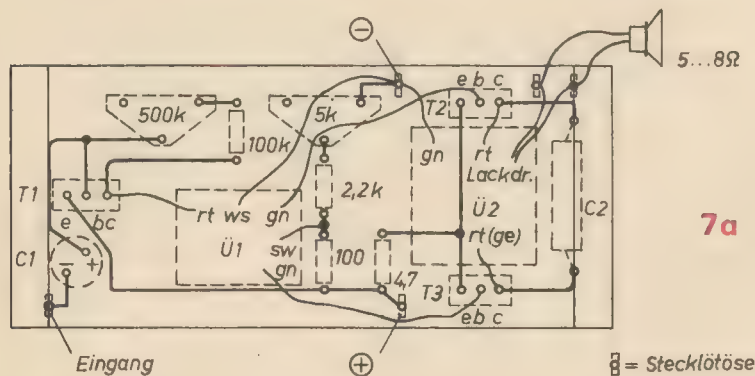 ⊖
5...8Ω
500k
5k
e b c
T2
100k
gn
rt
Lackdr.
T1
2,2k
C2
e
bc
rt ws gn
Ü1
sw
gn
Ü2
7a
C1
−
+
100
4,7
rt(ge)
T3
e b c
Eingang
⊕
= Stecklötöse